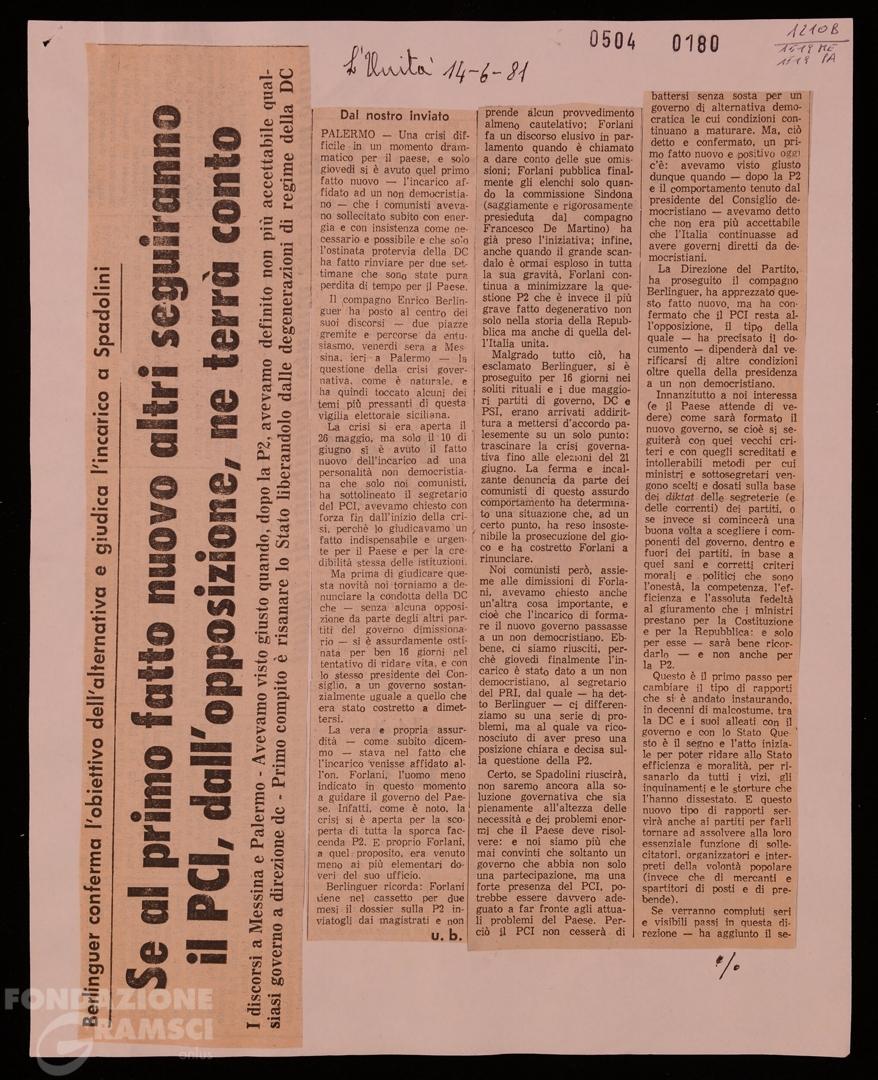 0504 0180
1210B
1519 ME
1519 PA
L'Unità 14-6-81
Berlinguer conferma l'obiettivo dell'alternativa e giudica l'incarico a Spadolini
Se al primo fatto nuovo altri seguiranno
il PCI, dall'opposizione, ne terrà conto
I discorsi a Messina e Palermo - Avevamo visto giusto quando, dopo la P2, avevamo definito non più accettabile qual-
siasi governo a direzione dc - Primo compito è risanare lo Stato liberandolo dalle degenerazioni di regime della DC
Dal nostro inviato
PALERMO — Una crisi dif-
ficile in un momento dram-
matico per il paese, e solo
giovedì si è avuto quel primo
fatto nuovo — l'incarico af-
fidato ad un non democristia-
no — che i comunisti aveva-
no sollecitato subito con ener-
gia e con insistenza come ne-
cessario e possibile e che solo
l'ostinata protervia della DC
ha fatto rinviare per due set-
timane che sono state pura
perdita di tempo per il Paese.
Il compagno Enrico Berlin-
guer ha posto al centro dei
suoi discorsi — due piazze
gremite e percorse da entu-
siasmo, venerdì sera a Mes-
sina, ieri a Palermo — la
questione della crisi gover-
nativa, come è naturale, e
ha quindi toccato alcuni dei
temi più pressanti di questa
vigilia elettorale siciliana.
La crisi si era aperta il
26 maggio, ma solo il 10 di
giugno si è avuto il fatto
nuovo dell'incarico ad una
personalità non democristia-
na che solo noi comunisti,
ha sottolineato il segretario
del PCI, avevamo chiesto con
forza fin dall'inizio della cri-
si, perché lo giudicavamo un
fatto indispensabile e urgen-
te per il Paese e per la cre-
dibilità stessa delle istituzioni.
Ma prima di giudicare que-
sta novità noi torniamo a de-
nunciare la condotta della DC
che — senza alcuna opposi-
zione da parte degli altri par-
titi del governo dimissiona-
rio — si è assurdamente osti-
nata per ben 16 giorni nel
tentativo di ridare vita, e con
lo stesso presidente del Con-
siglio, a un governo sostan-
zialmente uguale a quello che
era stato costretto a dimet-
tersi.
La vera e propria assur-
dità — come subito dicem-
mo — stava nel fatto che
l'incarico venisse affidato al-
l'on. Forlani, l'uomo meno
indicato in questo momento
a guidare il governo del Pae-
se. Infatti, come è noto, la
crisi si è aperta per la sco-
perta di tutta la sporca fac-
cenda P2. E proprio Forlani,
a quel proposito, era venuto
meno ai più elementari do-
veri del suo ufficio.
Berlinguer ricorda: Forlani
tiene nel cassetto per due
mesi il dossier sulla P2 in-
viatogli dai magistrati e non
u. b.
prende alcun provvedimento
almeno cautelativo; Forlani
fa un discorso elusivo in par-
lamento quando è chiamato
a dare conto delle sue omis-
sioni; Forlani pubblica final-
mente gli elenchi solo quan-
do la commissione Sindona
(saggiamente e rigorosamente
presieduta dal compagno
Francesco De Martino) ha
già preso l'iniziativa; infine,
anche quando il grande scan-
dalo è ormai esploso in tutta
la sua gravità, Forlani conti-
nua a minimizzare la que-
stione P2 che è invece il più
grave fatto degenerativo non
solo nella storia della Repub-
blica ma anche di quella del-
l'Italia unita.
Malgrado tutto ciò, ha
esclamato Berlinguer, si è
proseguito per 16 giorni nei
soliti rituali e i due maggio-
ri partiti di governo, DC e
PSI, erano arrivati addirit-
tura a mettersi d'accordo pa-
lesemente su un solo punto:
trascinare la crisi governa-
tiva fino alle elezioni del 21
giugno. La ferma e incal-
zante denuncia da parte dei
comunisti di questo assurdo
comportamento ha determina-
to una situazione che, ad un
certo punto, ha reso insoste-
nibile la prosecuzione del gio-
co e ha costretto Forlani a
rinunciare.
Noi comunisti però, assie-
me alle dimissioni di Forla-
ni, avevamo chiesto anche
un'altra cosa importante, e
cioè che l'incarico di forma-
re il nuovo governo passasse
a un non democristiano. Eb-
bene, ci siamo riusciti, per-
ché giovedì finalmente l'in-
carico è stato dato a un non
democristiano, al segretario
del PRI, dal quale — ha det-
to Berlinguer — ci differen-
ziamo su una serie di pro-
blemi, ma al quale va rico-
nosciuto di aver preso una
posizione chiara e decisa sul-
la questione della P2.
Certo, se Spadolini riuscirà,
non saremo ancora alla so-
luzione governativa che sia
pienamente all'altezza delle
necessità e dei problemi enor-
mi che il Paese deve risol-
vere: e noi siamo più che
mai convinti che soltanto un
governo che abbia non solo
una partecipazione, ma una
forte presenza del PCI, po-
trebbe essere davvero ade-
guato a far fronte agli attua-
li problemi del Paese. Per-
ciò il PCI non cesserà di
battersi senza sosta per un
governo di alternativa demo-
cratica le cui condizioni con-
tinuano a maturare. Ma, ciò
detto e confermato, un pri-
mo fatto nuovo e positivo oggi
c'è: avevamo visto giusto
dunque quando — dopo la P2
e il comportamento tenuto dal
presidente del Consiglio de-
mocristiano — avevamo detto
che non era più accettabile
che l'Italia continuasse ad
avere governi diretti da de-
mocristiani.
La Direzione del Partito,
ha proseguito il compagno
Berlinguer, ha apprezzato que-
sto fatto nuovo, ma ha con-
fermato che il PCI resta al-
l'opposizione, il tipo della
quale — ha precisato il do-
cumento — dipenderà dal ve-
rificarsi di altre condizioni
oltre quella della presidenza
a un non democristiano.
Innanzitutto a noi interessa
(e il Paese attende di ve-
dere) come sarà formato il
nuovo governo, se cioè si se-
guiterà con quei vecchi cri-
teri e con quegli screditati e
intollerabili metodi per cui
ministri e sottosegretari ven-
gono scelti e dosati sulla base
dei diktat delle segreterie (e
delle correnti) dei partiti, o
se invece si comincerà una
buona volta a scegliere i com-
ponenti del governo, dentro e
fuori dei partiti, in base a
quei sani e corretti criteri
morali e politici che sono
l'onestà, la competenza, l'ef-
ficienza e l'assoluta fedeltà
al giuramento che i ministri
prestano per la Costituzione
e per la Repubblica: e solo
per esse — sarà bene ricor-
darlo — e non anche per
la P2.
Questo è il primo passo per
cambiare il tipo di rapporti
che si è andato instaurando,
in decenni di malcostume, tra
la DC e i suoi alleati con il
governo e con lo Stato Que
sto è il segno e l'atto inizia-
le per poter ridare allo Stato
efficienza e moralità, per ri-
sanarlo da tutti i vizi, gli
inquinamenti e le storture che
l'hanno dissestato. E questo
nuovo tipo di rapporti ser-
virà anche ai partiti per farli
tornare ad assolvere alla loro
essenziale funzione di solle-
citatori, organizzatori e inter-
preti della volontà popolare
(invece che di mercanti e
spartitori di posti e di pre-
bende).
Se verranno compiuti seri
e visibili passi in questa di-
rezione — ha aggiunto il se-
%
FONDAZIONE
GRAMSCI
onlus